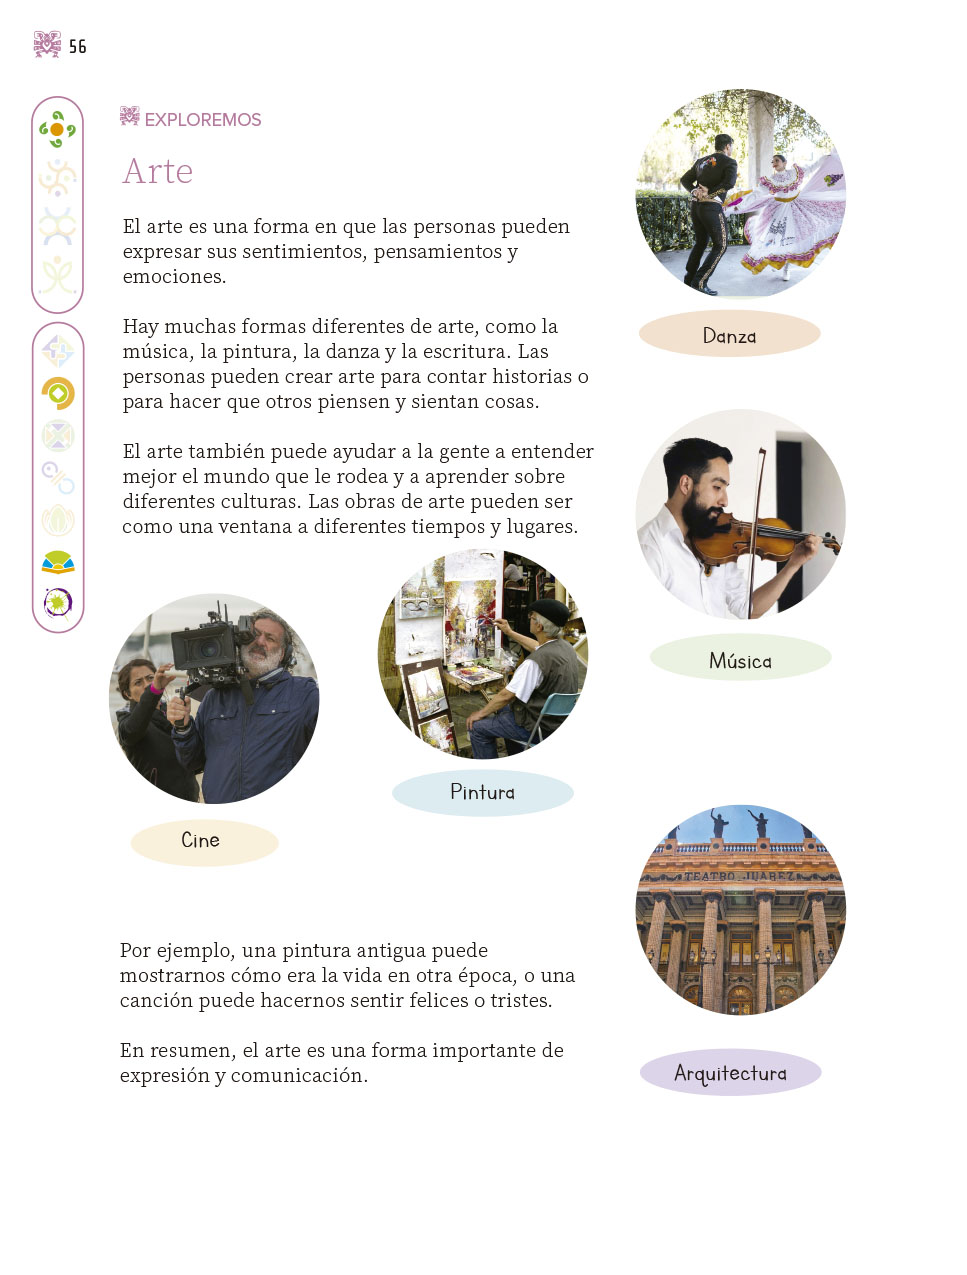 56
EXPLOREMOS
Arte
El arte es una forma en que las personas pueden
expresar sus sentimientos, pensamientos y
emociones.
Hay muchas formas diferentes de arte, como la
música, la pintura, la danza y la escritura. Las
personas pueden crear arte para contar historias o
para hacer que otros piensen y sientan cosas.
El arte también puede ayudar a la gente a entender
mejor el mundo que le rodea y a aprender sobre
diferentes culturas. Las obras de arte pueden ser
como una ventana a diferentes tiempos y lugares.
Danza
Música
Pintura
Cine
TEATRO JUAREZ
Arquitectura
Por ejemplo, una pintura antigua puede
mostrarnos cómo era la vida en otra época, o una
canción puede hacernos sentir felices o tristes.
En resumen, el arte es una forma importante de
expresión y comunicación.